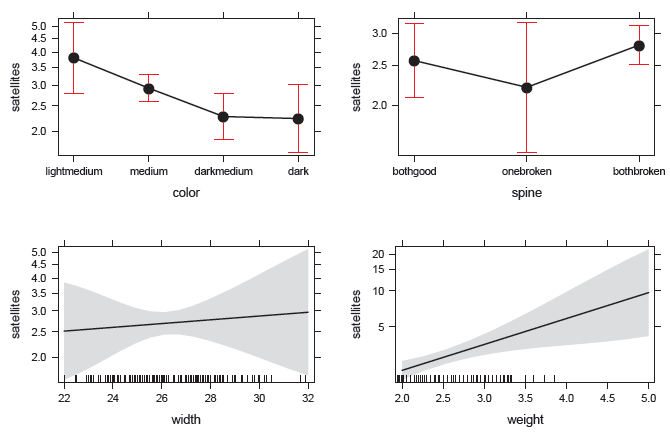 satellites
5.0
4.5
4.0
3.5
3.0
2.5
2.0
lightmedium medium darkmedium dark
color
satellites
3.0
2.5
2.0
bothgood onebroken bothbroken
spine
satellites
5.0
4.5
4.0
3.5
3.0
2.5
2.0
22 24 26 28 30 32
width
satellites
20
15
10
5
2.0 2.5 3.0 3.5 4.0 4.5 5.0
weight